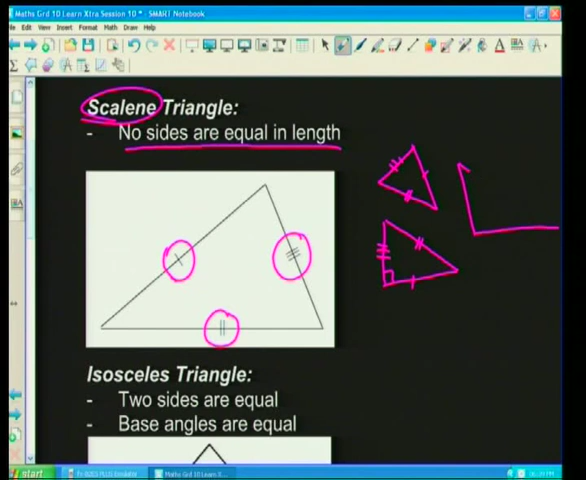 Maths Grd 10 Learn Xtra Session 10 * - SMART Notebook
File Edit View Insert Format Math Draw Help
Scalene Triangle:
- No sides are equal in length
Isosceles Triangle:
- Two sides are equal
- Base angles are equal
start
Maths Grd 10 Learn X...